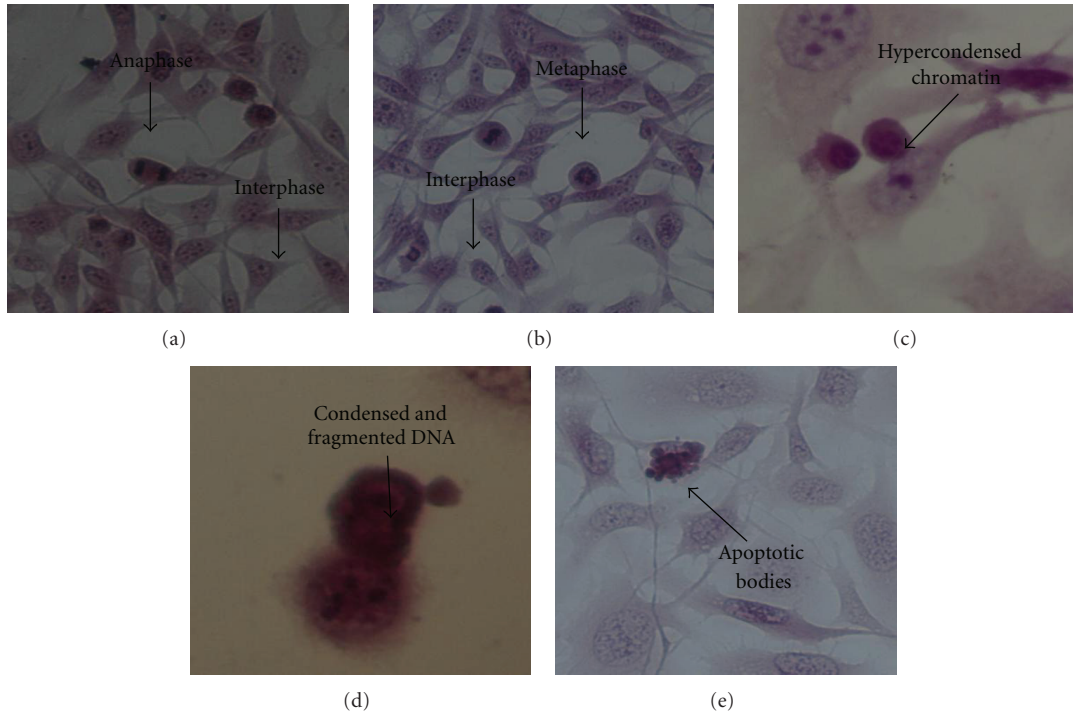 Anaphase
Interphase
(a)
Metaphase
Interphase
(b)
Hypercondensed
chromatin
(c)
Condensed and
fragmented DNA
(d)
Apoptotic
bodies
(e)